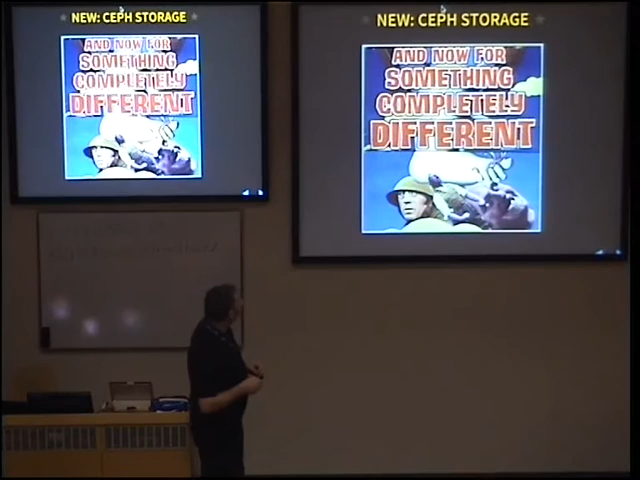 NEW: CEPH STORAGE
AND NOW FOR
SOMETHING
COMPLETELY
DIFFERENT
NEW: CEPH STORAGE
AND NOW FOR
SOMETHING
COMPLETELY
DIFFERENT